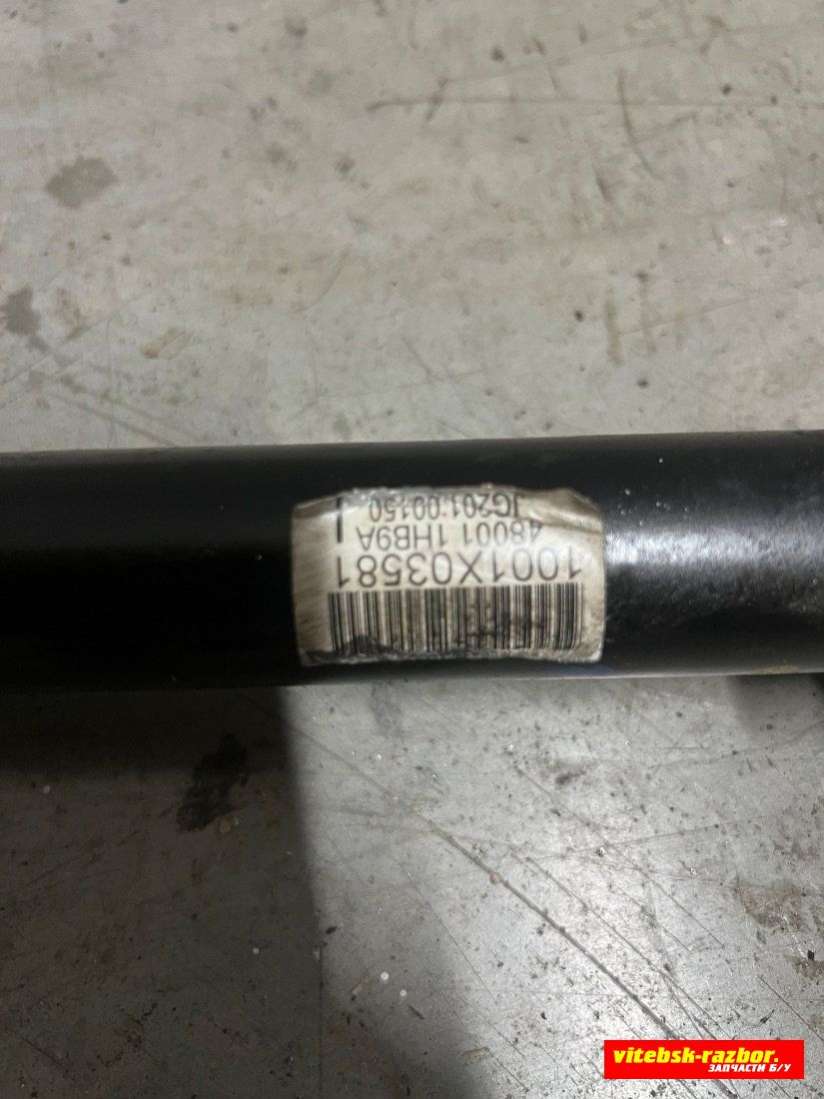 1001X03581
48001 1HB9A
JG201:00150
vitebsk-razbor.
ЗАПЧАСТИ Б/У